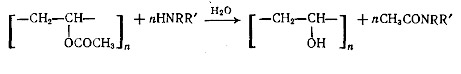 [—CH₂—CH—]ₙ + nHNRR′ H₂O→ [—CH₂—CH—]ₙ + nCH₃CONRR′
OCOCH₃ OH